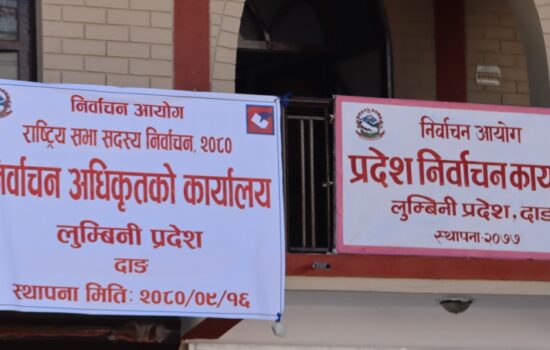 निर्वाचन आयोग
राष्ट्रिय सभा सदस्य निर्वाचन, २०८०
अधिकृतको कार्यालय
लुम्बिनी प्रदेश
दाङ
स्थापना मितिः २०८०/०९/१६
निर्वाचन आयोग
प्रदेश निर्वाचन
लुम्बिनी प्रदेश, दाङ
स्थापना-२०७७